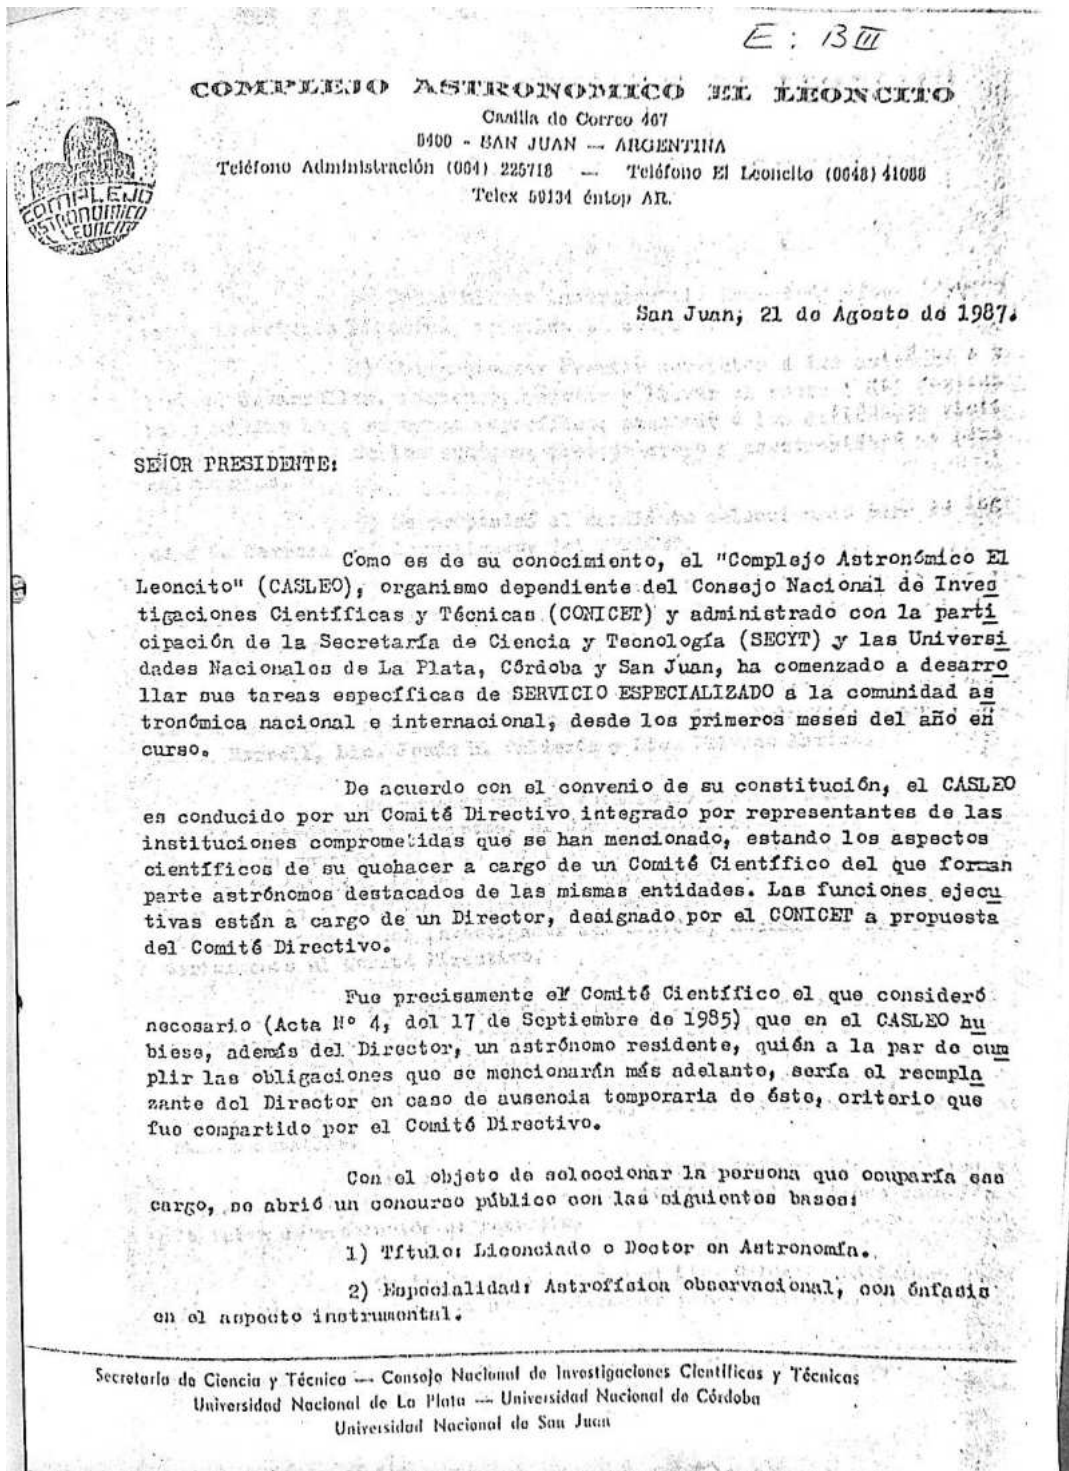 E: B III
COMPLEJO ASTRONOMICO EL LEONCITO
Casilla de Correo 467
5400 - SAN JUAN — ARGENTINA
Teléfono Administración (064) 225718 — Teléfono El Leoncito (0648) 41088
Telex 59134 éntop AR.
COMPLEJO
ASTRONOMICO
LEONCITO
San Juan, 21 de Agosto de 1987.
SEÑOR PRESIDENTE:
Como es de su conocimiento, el "Complejo Astronómico El
Leoncito" (CASLEO), organismo dependiente del Consejo Nacional de Inves
tigaciones Científicas y Técnicas (CONICET) y administrado con la parti
cipación de la Secretaría de Ciencia y Tecnología (SECYT) y las Universi
dades Nacionales de La Plata, Córdoba y San Juan, ha comenzado a desarro
llar sus tareas específicas de SERVICIO ESPECIALIZADO a la comunidad as
tronómica nacional e internacional, desde los primeros meses del año en
curso.
De acuerdo con el convenio de su constitución, el CASLEO
es conducido por un Comité Directivo integrado por representantes de las
instituciones comprometidas que se han mencionado, estando los aspectos
científicos de su quehacer a cargo de un Comité Científico del que forman
parte astrónomos destacados de las mismas entidades. Las funciones ejecu
tivas están a cargo de un Director, designado por el CONICET a propuesta
del Comité Directivo.
Fue precisamente el Comité Científico el que consideró
necesario (Acta Nº 4, del 17 de Septiembre de 1985) que en el CASLEO hu
biese, además del Director, un astrónomo residente, quién a la par de cum
plir las obligaciones que se mencionarán más adelante, sería el reempla
zante del Director en caso de ausencia temporaria de éste, criterio que
fue compartido por el Comité Directivo.
Con el objeto de seleccionar la persona que ocuparía ese
cargo, se abrió un concurso público con las siguientes bases:
1) Título: Licenciado o Doctor en Astronomía.
2) Especialidad: Astrofísica observacional, con énfasis
en el aspecto instrumental.
Secretaría de Ciencia y Técnica — Consejo Nacional de Investigaciones Científicas y Técnicas
Universidad Nacional de La Plata — Universidad Nacional de Córdoba
Universidad Nacional de San Juan